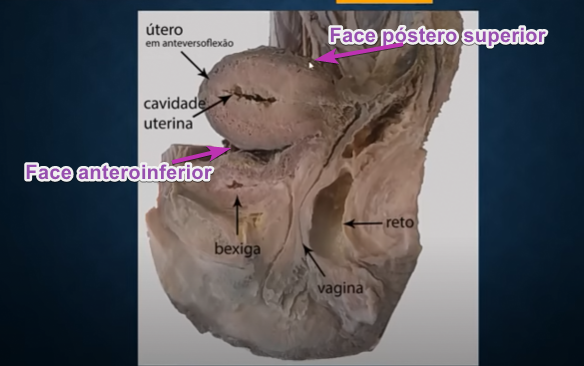 útero
em anteversoflexão
Face póstero superior
cavidade
uterina
Face anteroinferior
bexiga
reto
vagina